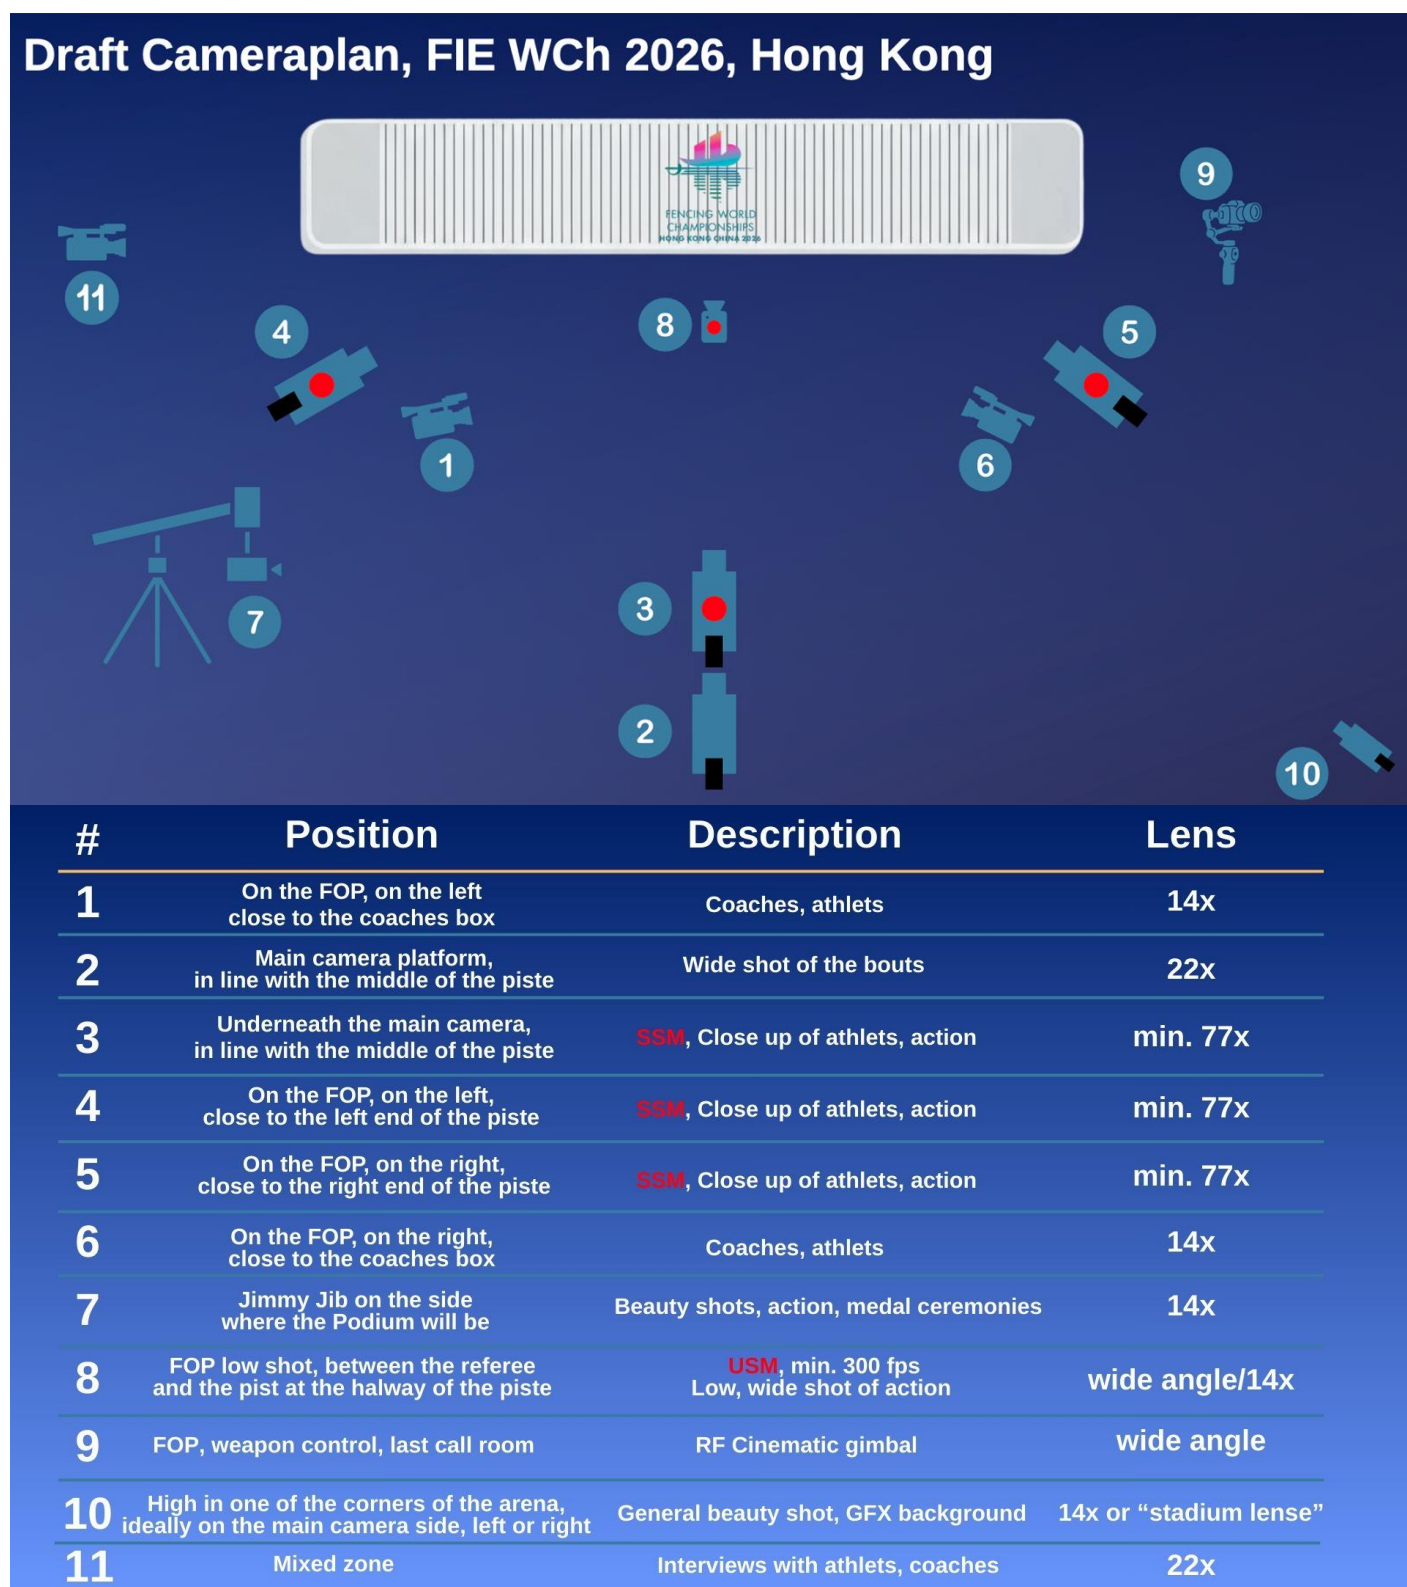 Draft Cameraplan, FIE WCh 2026, Hong Kong
FENCING WORLD
CHAMPIONSHIPS
HONG KONG CHINA 2026
9
11
4
8
5
1
6
7
3
2
10
# Position Description Lens
1 On the FOP, on the left
close to the coaches box Coaches, athlets 14x
2 Main camera platform,
in line with the middle of the piste Wide shot of the bouts 22x
3 Underneath the main camera,
in line with the middle of the piste SSM, Close up of athlets, action min. 77x
4 On the FOP, on the left,
close to the left end of the piste SSM, Close up of athlets, action min. 77x
5 On the FOP, on the right,
close to the right end of the piste SSM, Close up of athlets, action min. 77x
6 On the FOP, on the right,
close to the coaches box Coaches, athlets 14x
7 Jimmy Jib on the side
where the Podium will be Beauty shots, action, medal ceremonies 14x
8 FOP low shot, between the referee USM, min. 300 fps
and the pist at the halway of the piste Low, wide shot of action wide angle/14x
9 FOP, weapon control, last call room RF Cinematic gimbal wide angle
10 High in one of the corners of the arena,
ideally on the main camera side, left or right General beauty shot, GFX background 14x or “stadium lense”
11 Mixed zone Interviews with athlets, coaches 22x